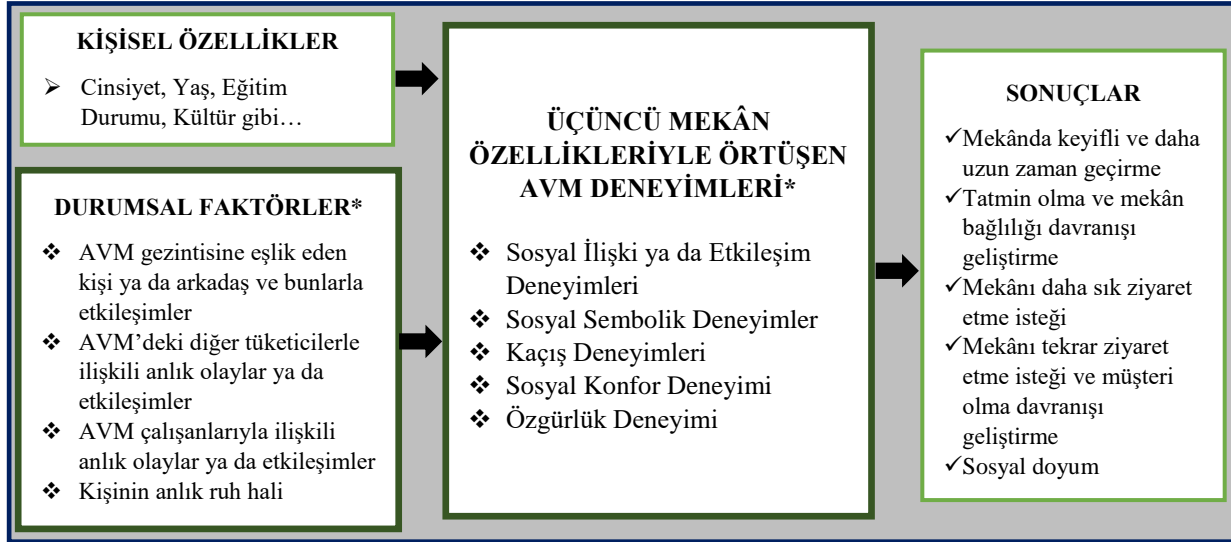 KİŞİSEL ÖZELLİKLER
➢ Cinsiyet, Yaş, Eğitim
Durumu, Kültür gibi…
DURUMSAL FAKTÖRLER*
❖ AVM gezintisine eşlik eden
kişi ya da arkadaş ve bunlarla
etkileşimler
❖ AVM’deki diğer tüketicilerle
ilişkili anlık olaylar ya da
etkileşimler
❖ AVM çalışanlarıyla ilişkili
anlık olaylar ya da etkileşimler
❖ Kişinin anlık ruh hali
ÜÇÜNCÜ MEKÂN
ÖZELLİKLERİYLE ÖRTÜŞEN
AVM DENEYİMLERİ*
❖ Sosyal İlişki ya da Etkileşim
Deneyimleri
❖ Sosyal Sembolik Deneyimler
❖ Kaçış Deneyimleri
❖ Sosyal Konfor Deneyimi
❖ Özgürlük Deneyimi
SONUÇLAR
✓Mekânda keyifli ve daha
uzun zaman geçirme
✓Tatmin olma ve mekân
bağlılığı davranışı
geliştirme
✓Mekânı daha sık ziyaret
etme isteği
✓Mekânı tekrar ziyaret
etme isteği ve müşteri
olma davranışı
geliştirme
✓Sosyal doyum